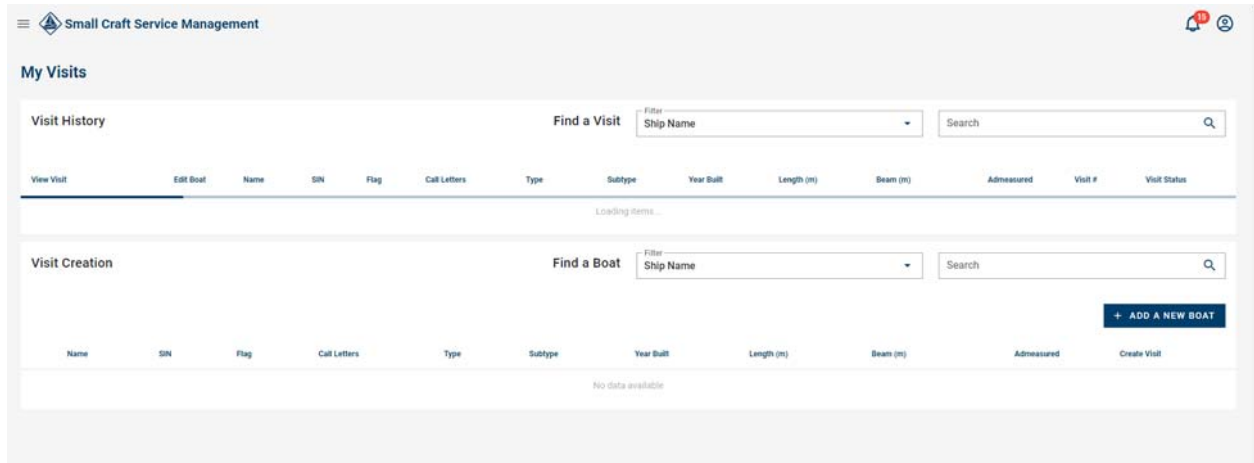 Small Craft Service Management
15
My Visits
Visit History
Find a Visit
Filter
Ship Name
Search
View Visit Edit Boat Name SIN Flag Call Letters Type Subtype Year Built Length (m) Beam (m) Admeasured Visit # Visit Status
Loading items...
Visit Creation
Find a Boat
Filter
Ship Name
Search
+ ADD A NEW BOAT
Name SIN Flag Call Letters Type Subtype Year Built Length (m) Beam (m) Admeasured Create Visit
No data available